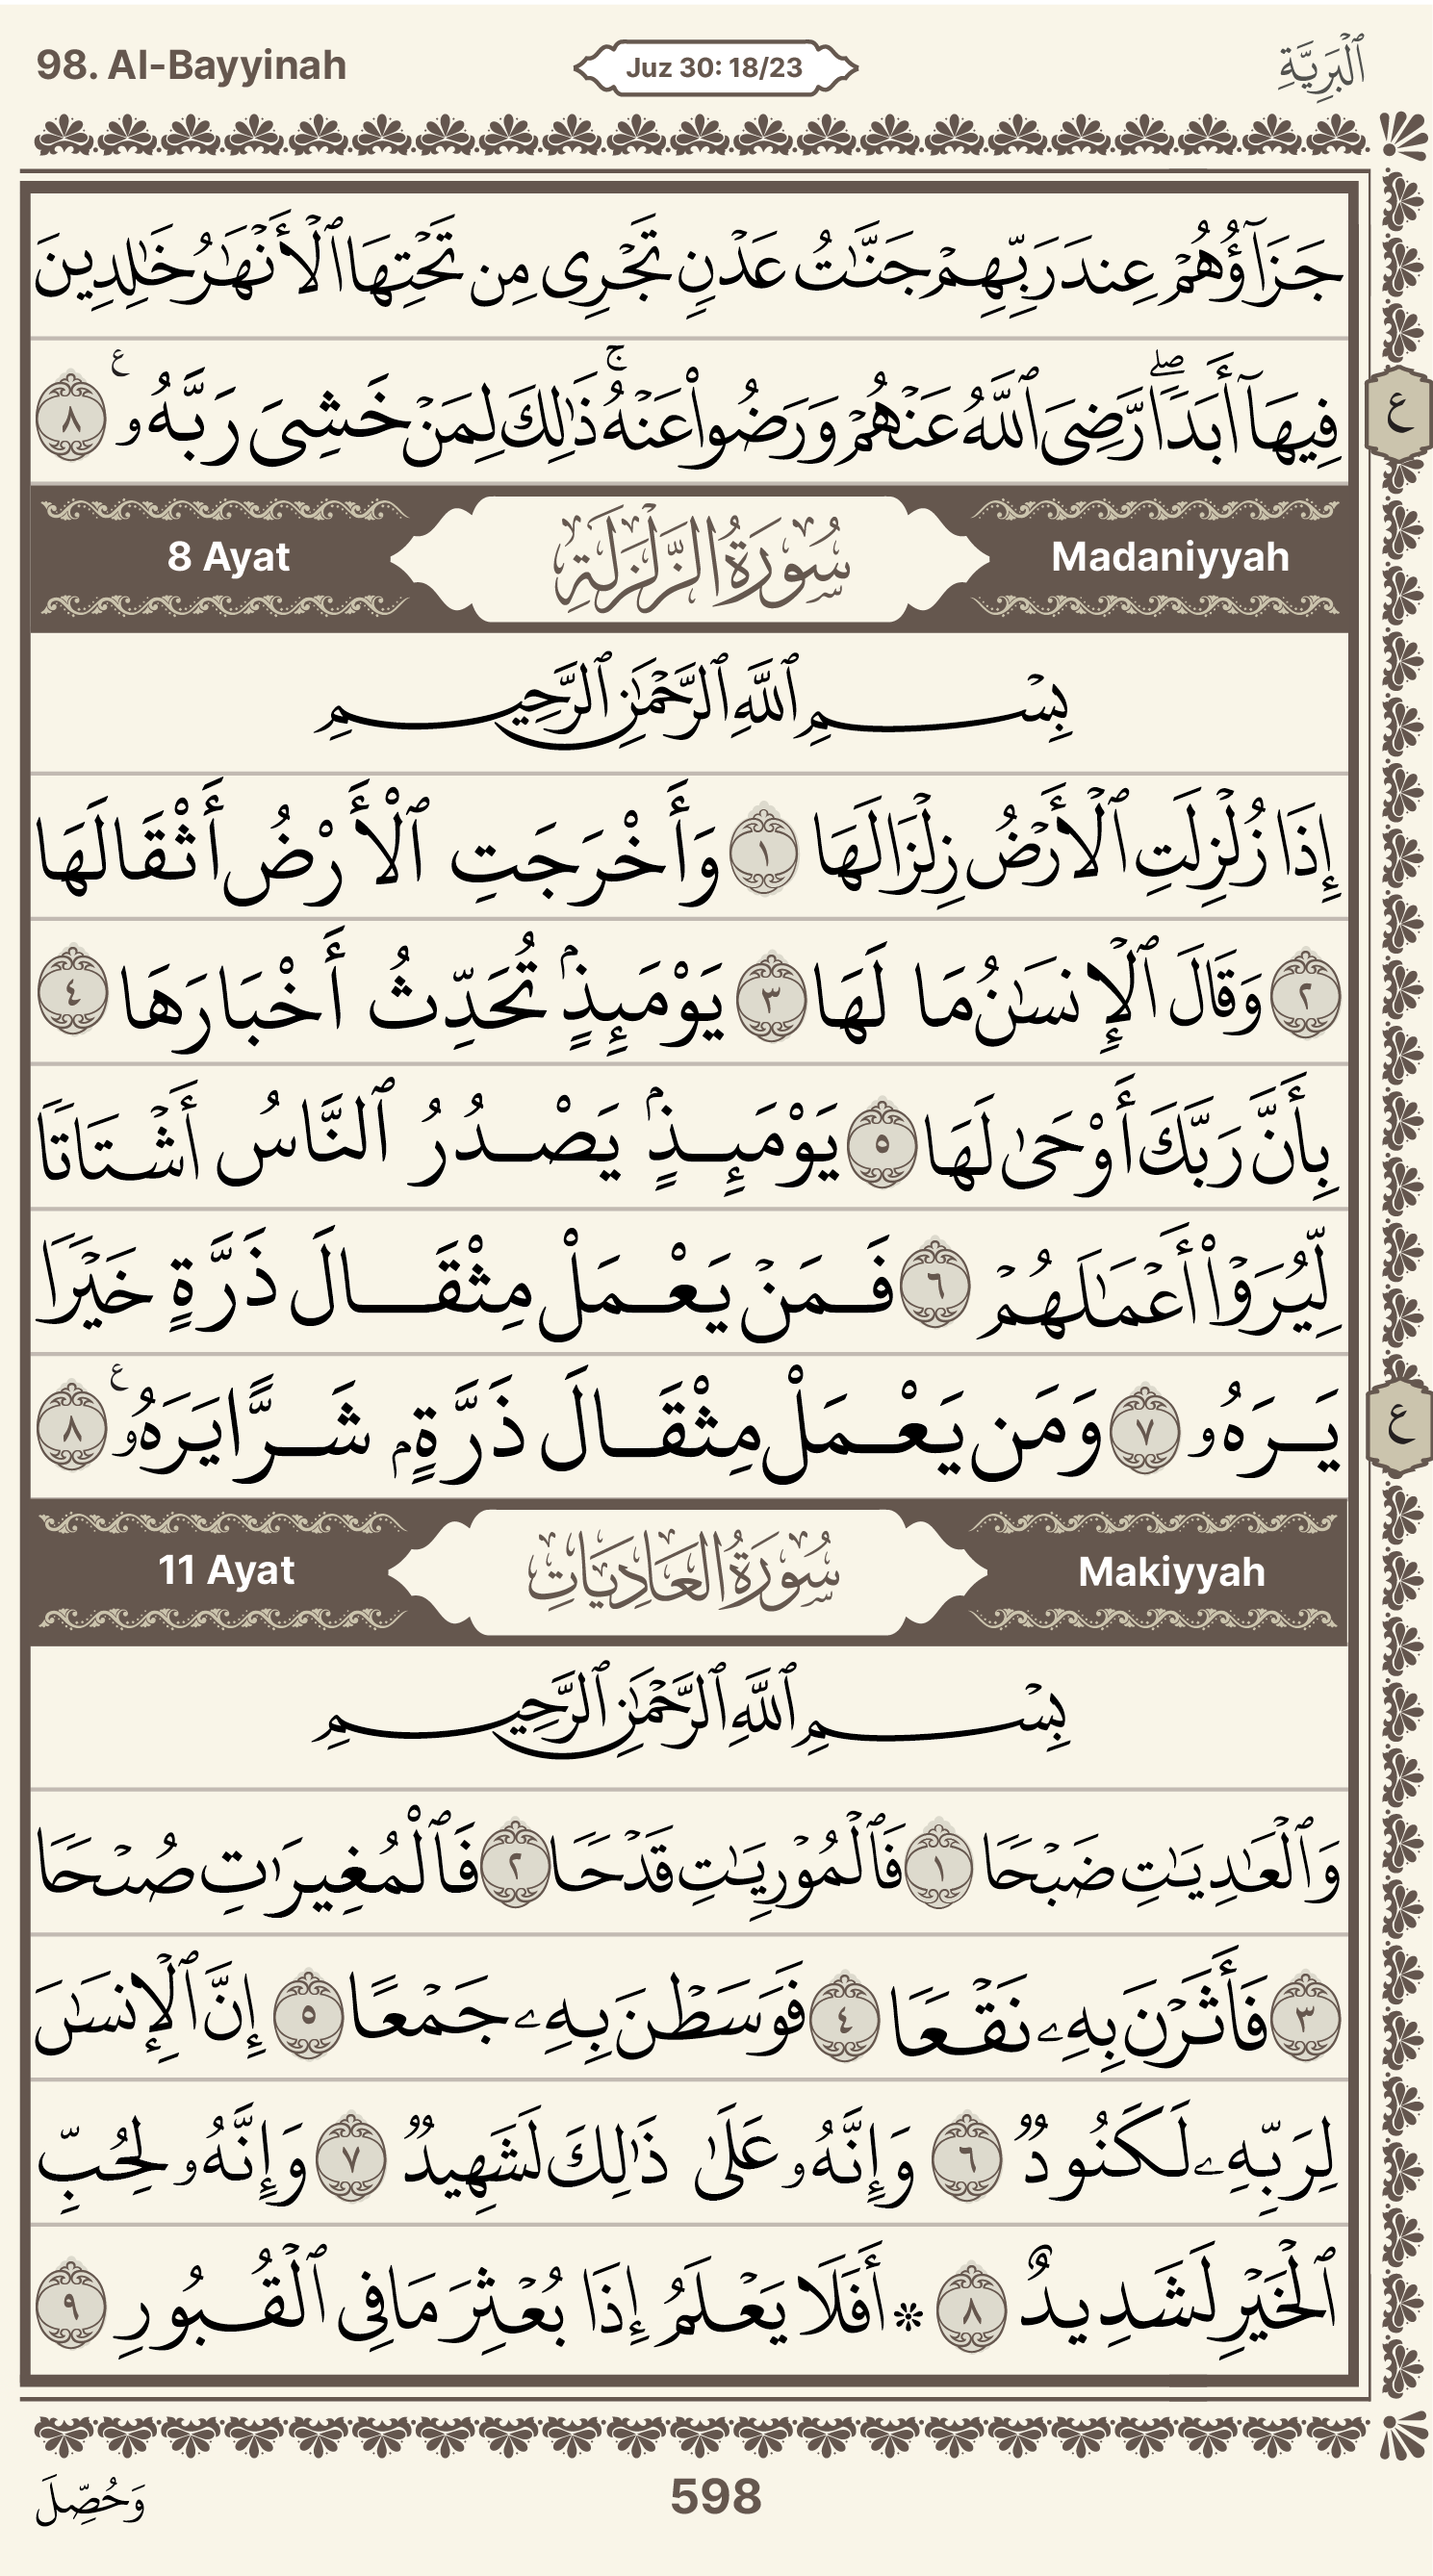 98. Al-Bayyinah
Juz 30: 18/23
ٱلْبَرِيَّةِ
جَزَآؤُهُمْ عِندَ رَبِّهِمْ جَنَّٰتُ عَدْنٍ تَجْرِى مِن تَحْتِهَا ٱلْأَنْهَٰرُ خَٰلِدِينَ
فِيهَآ أَبَدًا ۖ رَّضِىَ ٱللَّهُ عَنْهُمْ وَرَضُوا۟ عَنْهُ ۚ ذَٰلِكَ لِمَنْ خَشِىَ رَبَّهُۥ ع ٨
ع
8 Ayat
سُورَةُ الزَّلْزَلَةِ
Madaniyyah
بِسْمِ ٱللَّهِ ٱلرَّحْمَٰنِ ٱلرَّحِيمِ
إِذَا زُلْزِلَتِ ٱلْأَرْضُ زِلْزَالَهَا ١ وَأَخْرَجَتِ ٱلْأَرْضُ أَثْقَالَهَا
٢ وَقَالَ ٱلْإِنسَٰنُ مَا لَهَا ٣ يَوْمَئِذٍ تُحَدِّثُ أَخْبَارَهَا ٤
بِأَنَّ رَبَّكَ أَوْحَىٰ لَهَا ٥ يَوْمَئِذٍ يَصْدُرُ ٱلنَّاسُ أَشْتَاتًا
لِّيُرَوْا۟ أَعْمَٰلَهُمْ ٦ فَمَنْ يَعْمَلْ مِثْقَالَ ذَرَّةٍ خَيْرًا
يَرَهُۥ ٧ وَمَن يَعْمَلْ مِثْقَالَ ذَرَّةٍ شَرًّا يَرَهُۥ ع ٨
ع
11 Ayat
سُورَةُ الْعَادِيَاتِ
Makiyyah
بِسْمِ ٱللَّهِ ٱلرَّحْمَٰنِ ٱلرَّحِيمِ
وَٱلْعَٰدِيَٰتِ ضَبْحًا ١ فَٱلْمُوْرِيَٰتِ قَدْحًا ٢ فَٱلْمُغِيرَٰتِ صُبْحًا
٣ فَأَثَرْنَ بِهِۦ نَقْعًا ٤ فَوَسَطْنَ بِهِۦ جَمْعًا ٥ إِنَّ ٱلْإِنسَٰنَ
لِرَبِّهِۦ لَكَنُودٌ ٦ وَإِنَّهُۥ عَلَىٰ ذَٰلِكَ لَشَهِيدٌ ٧ وَإِنَّهُۥ لِحُبِّ
ٱلْخَيْرِ لَشَدِيدٌ ٨ * أَفَلَا يَعْلَمُ إِذَا بُعْثِرَ مَا فِى ٱلْقُبُورِ ٩
وَحُصِّلَ
598